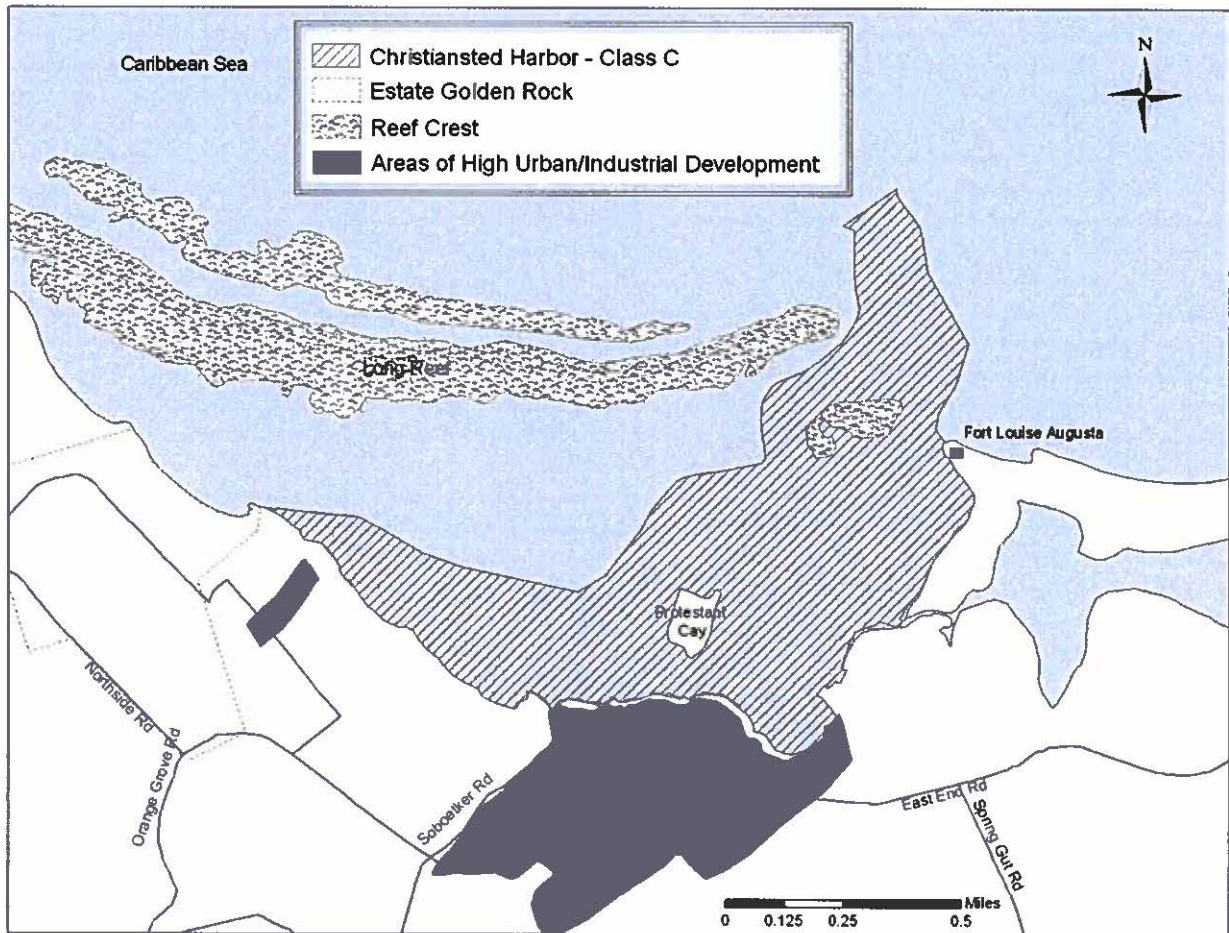 Caribbean Sea
Christiansted Harbor - Class C
Estate Golden Rock
Reef Crest
Areas of High Urban/Industrial Development
N
Long Reef
Fort Louise Augusta
Protestant
Cay
Northside Rd
Orange Grove Rd
Soboetker Rd
East End Rd
Spring Gut Rd
Miles
0 0.125 0.25 0.5